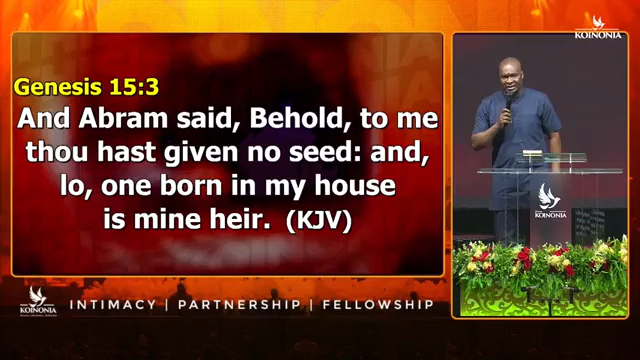 Genesis 15:3
And Abram said, Behold, to me
thou hast given no seed: and,
lo, one born in my house
is mine heir. (KJV)
KOINONIA
KOINONIA
KOINONIA
INTIMACY | PARTNERSHIP | FELLOWSHIP